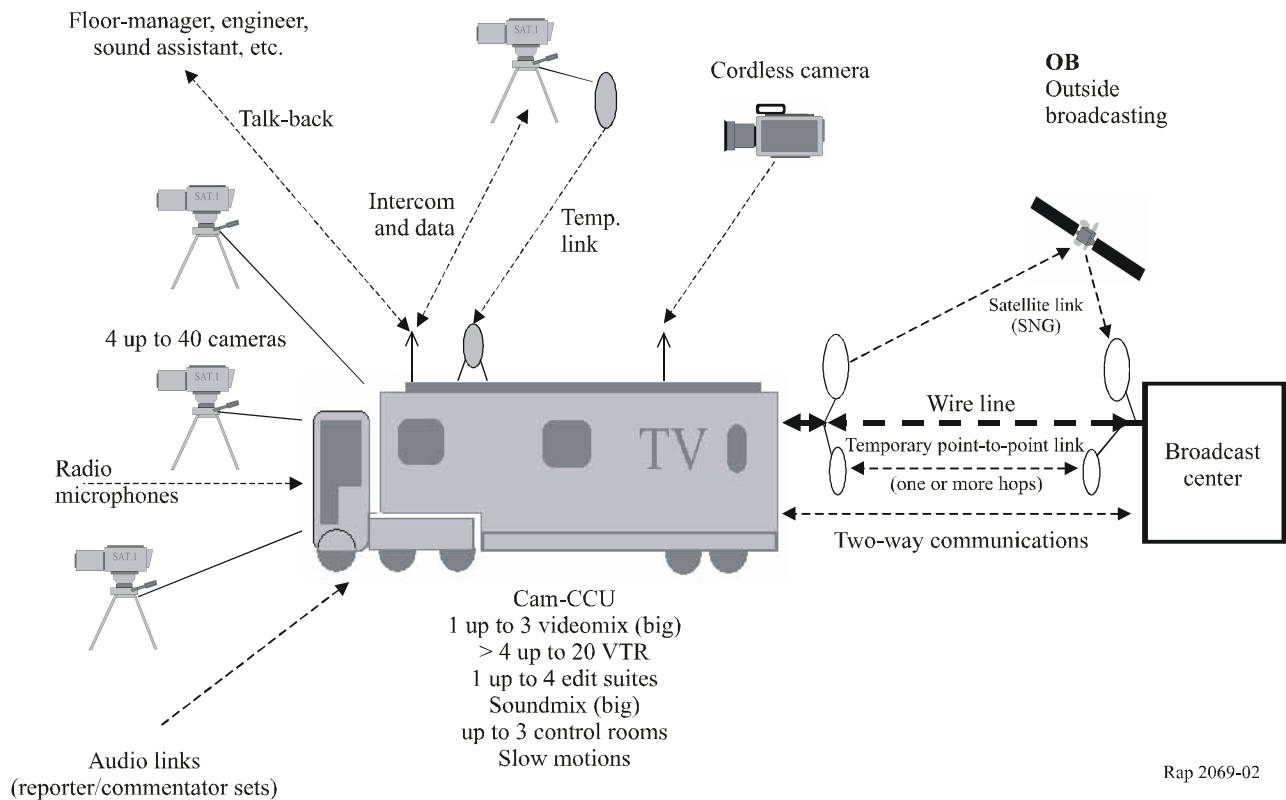 Floor-manager, engineer,
sound assistant, etc.
SAT.1
Cordless camera
OB
Outside
broadcasting
Talk-back
SAT.1
Intercom
and data
Temp.
link
Satellite link
(SNG)
4 up to 40 cameras
SAT.1
Wire line
TV
Temporary point-to-point link
(one or more hops)
Broadcast
center
Radio
microphones
Two-way communications
SAT.1
Cam-CCU
1 up to 3 videomix (big)
> 4 up to 20 VTR
1 up to 4 edit suites
Soundmix (big)
up to 3 control rooms
Slow motions
Audio links
(reporter/commentator sets)
Rap 2069-02